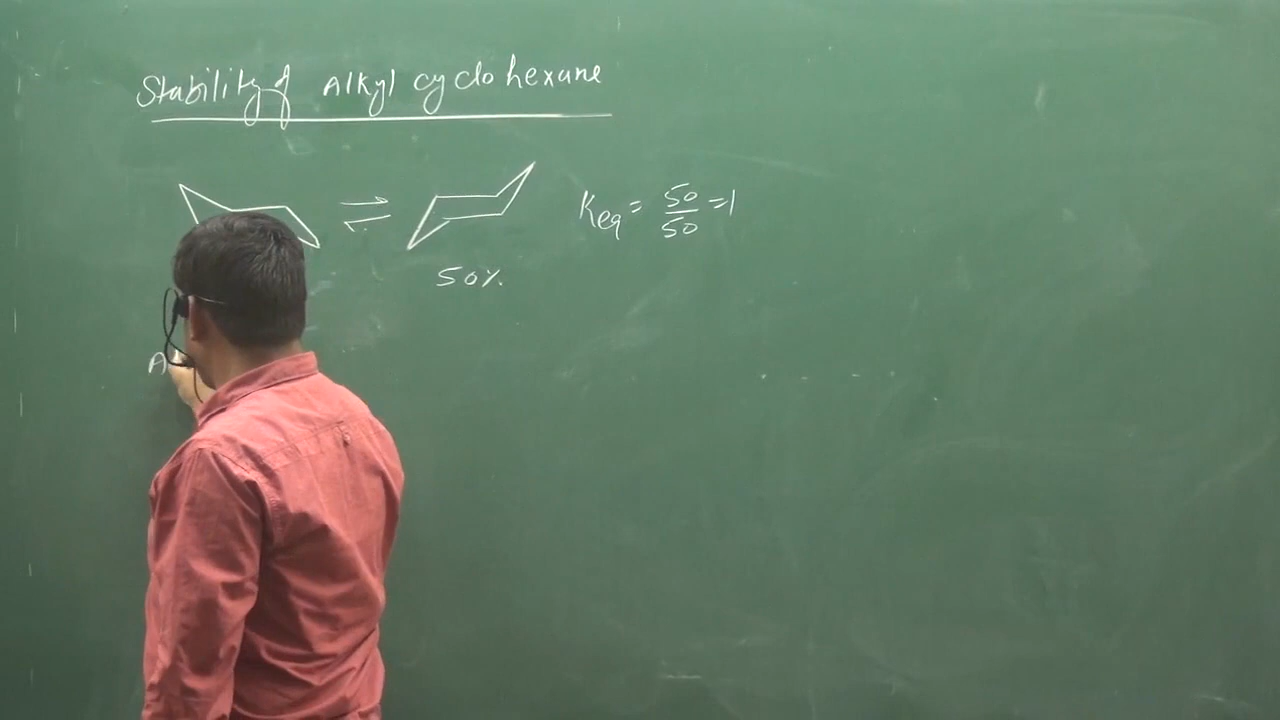 Stability of Alkyl cyclohexane
Keq = 50/50 = 1
50%
A